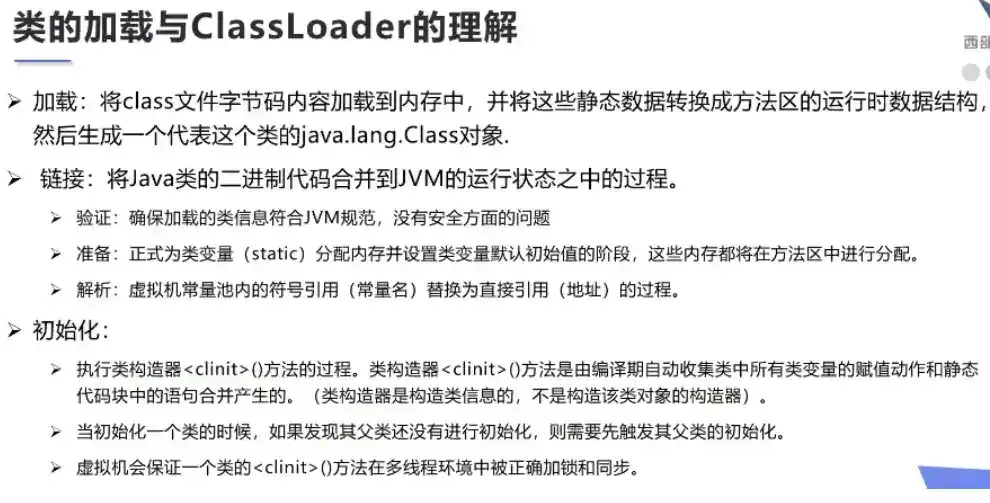 类的加载与ClassLoader的理解
西部
加载：将class文件字节码内容加载到内存中，并将这些静态数据转换成方法区的运行时数据结构，
然后生成一个代表这个类的java.lang.Class对象.
链接：将Java类的二进制代码合并到JVM的运行状态之中的过程。
验证：确保加载的类信息符合JVM规范，没有安全方面的问题
准备：正式为类变量（static）分配内存并设置类变量默认初始值的阶段，这些内存都将在方法区中进行分配。
解析：虚拟机常量池内的符号引用（常量名）替换为直接引用（地址）的过程。
初始化：
执行类构造器<clinit>()方法的过程。类构造器<clinit>()方法是由编译期自动收集类中所有类变量的赋值动作和静态
代码块中的语句合并产生的。（类构造器是构造类信息的，不是构造该类对象的构造器）。
当初始化一个类的时候，如果发现其父类还没有进行初始化，则需要先触发其父类的初始化。
虚拟机会保证一个类的<clinit>()方法在多线程环境中被正确加锁和同步。